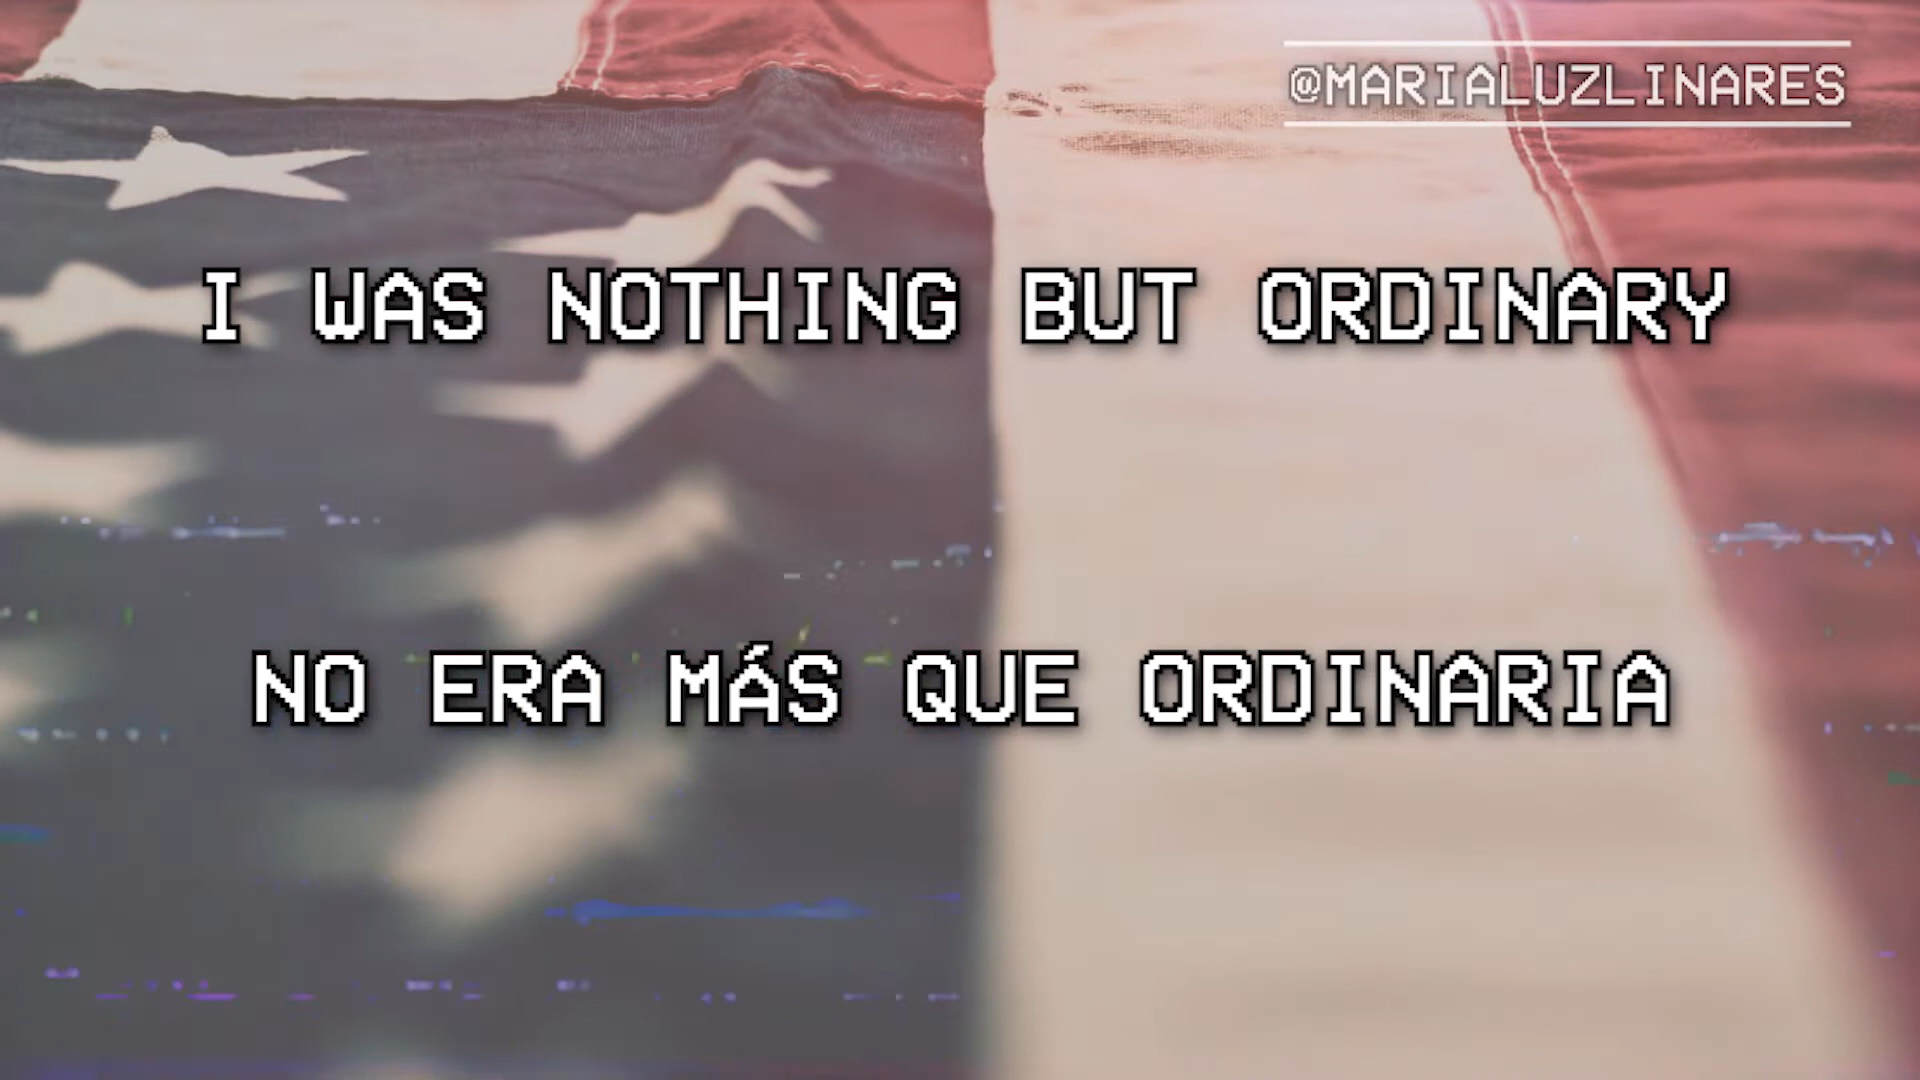 @MARIALUZLINARES
I WAS NOTHING BUT ORDINARY
NO ERA MÁS QUE ORDINARIA